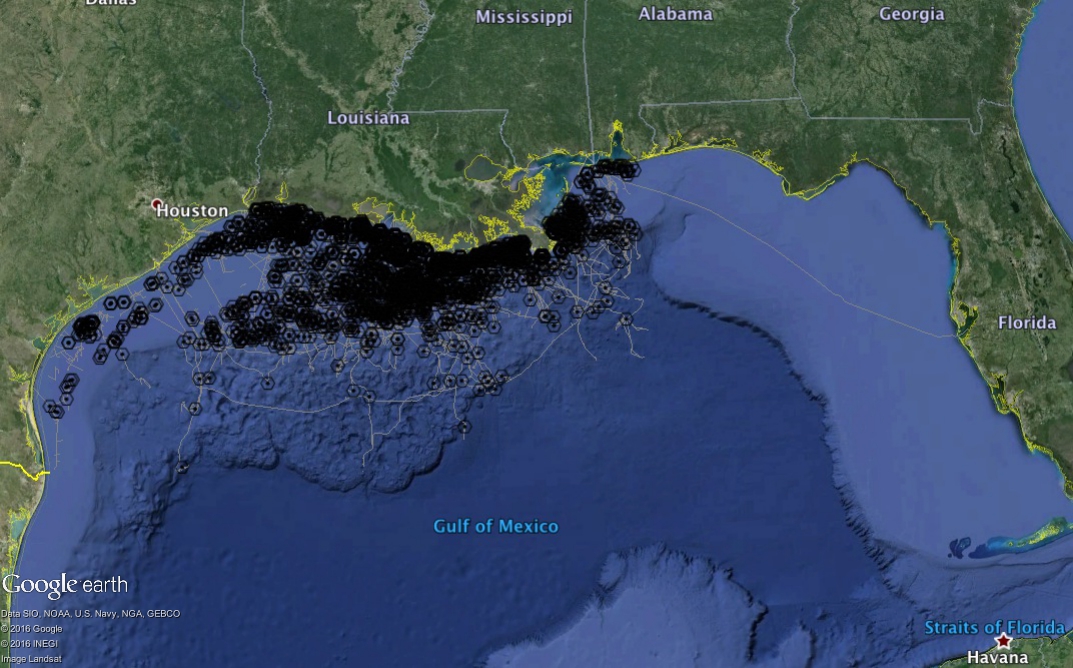 Dallas
Mississippi
Alabama
Georgia
Louisiana
Houston
Florida
Gulf of Mexico
Google earth
Data SIO, NOAA, U.S. Navy, NGA, GEBCO
© 2016 Google
© 2016 INEGI
Image Landsat
Straits of Florida
Havana